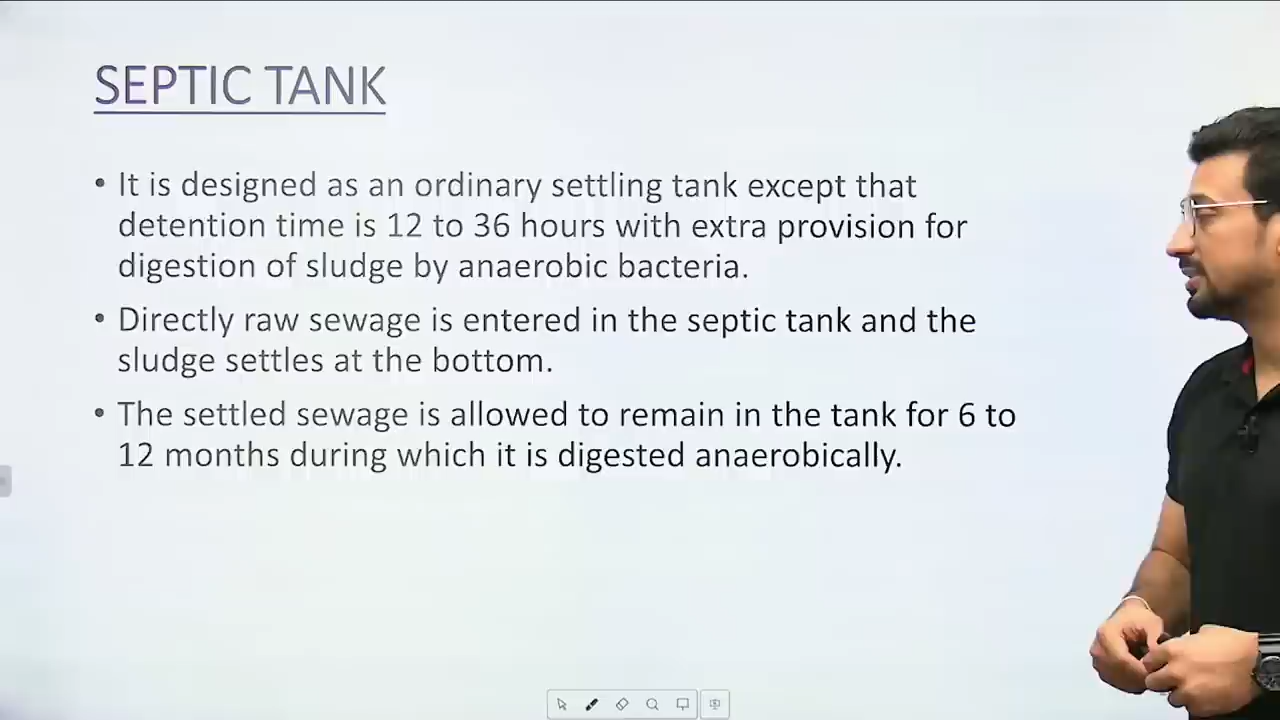 SEPTIC TANK
• It is designed as an ordinary settling tank except that
detention time is 12 to 36 hours with extra provision for
digestion of sludge by anaerobic bacteria.
• Directly raw sewage is entered in the septic tank and the
sludge settles at the bottom.
• The settled sewage is allowed to remain in the tank for 6 to
12 months during which it is digested anaerobically.